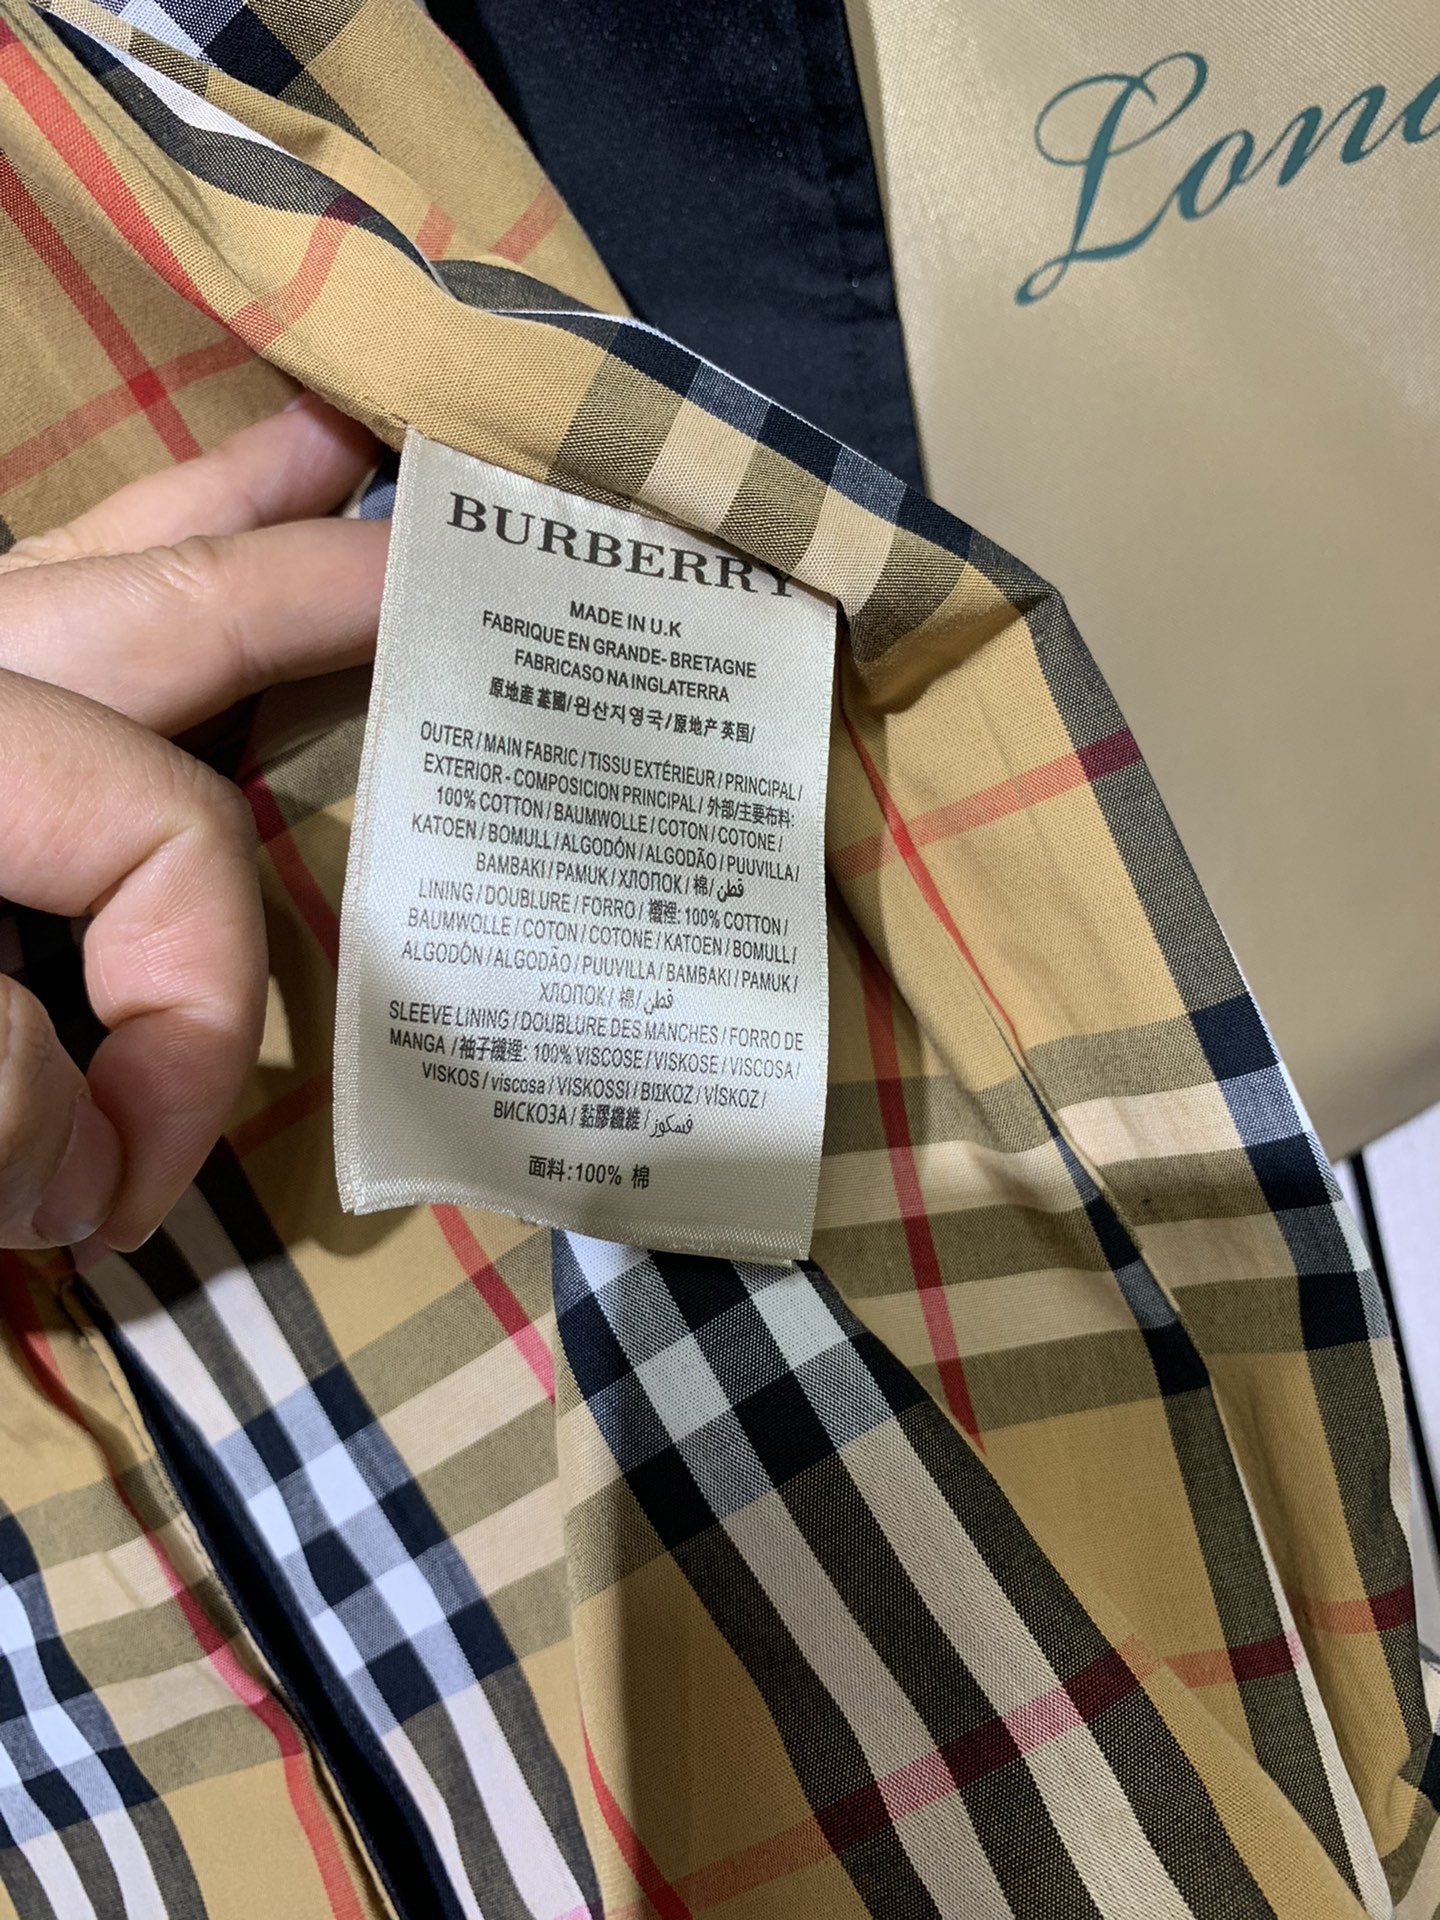 Lon
BURBERRY
MADE IN U.K
FABRIQUE EN GRANDE- BRETAGNE
FABRICASO NA INGLATERRA
原地産 英國/원산지영국/原地产 英国/
OUTER / MAIN FABRIC / TISSU EXTÉRIEUR / PRINCIPAL /
EXTERIOR - COMPOSICION PRINCIPAL / 外部/主要布料:
100% COTTON / BAUMWOLLE / COTON / COTONE /
KATOEN / BOMULL / ALGODÓN / ALGODÃO / PUUVILLA /
BAMBAKI / PAMUK / ХЛОПОК / 棉/ قطن
LINING / DOUBLURE / FORRO / 襯裡: 100% COTTON /
BAUMWOLLE / COTON / COTONE / KATOEN / BOMULL /
ALGODÓN / ALGODÃO / PUUVILLA / BAMBAKI / PAMUK /
ХЛОПОК / 棉/ قطن
SLEEVE LINING / DOUBLURE DES MANCHES / FORRO DE
MANGA / 袖子襯裡: 100% VISCOSE / VISKOSE / VISCOSA /
VISKOS / viscosa / VISKOSSI / ΒΙΣΚΟΖ / VÍSKOZ /
ВИСКОЗА / 黏膠纖維 / فسكوز
面料:100% 棉